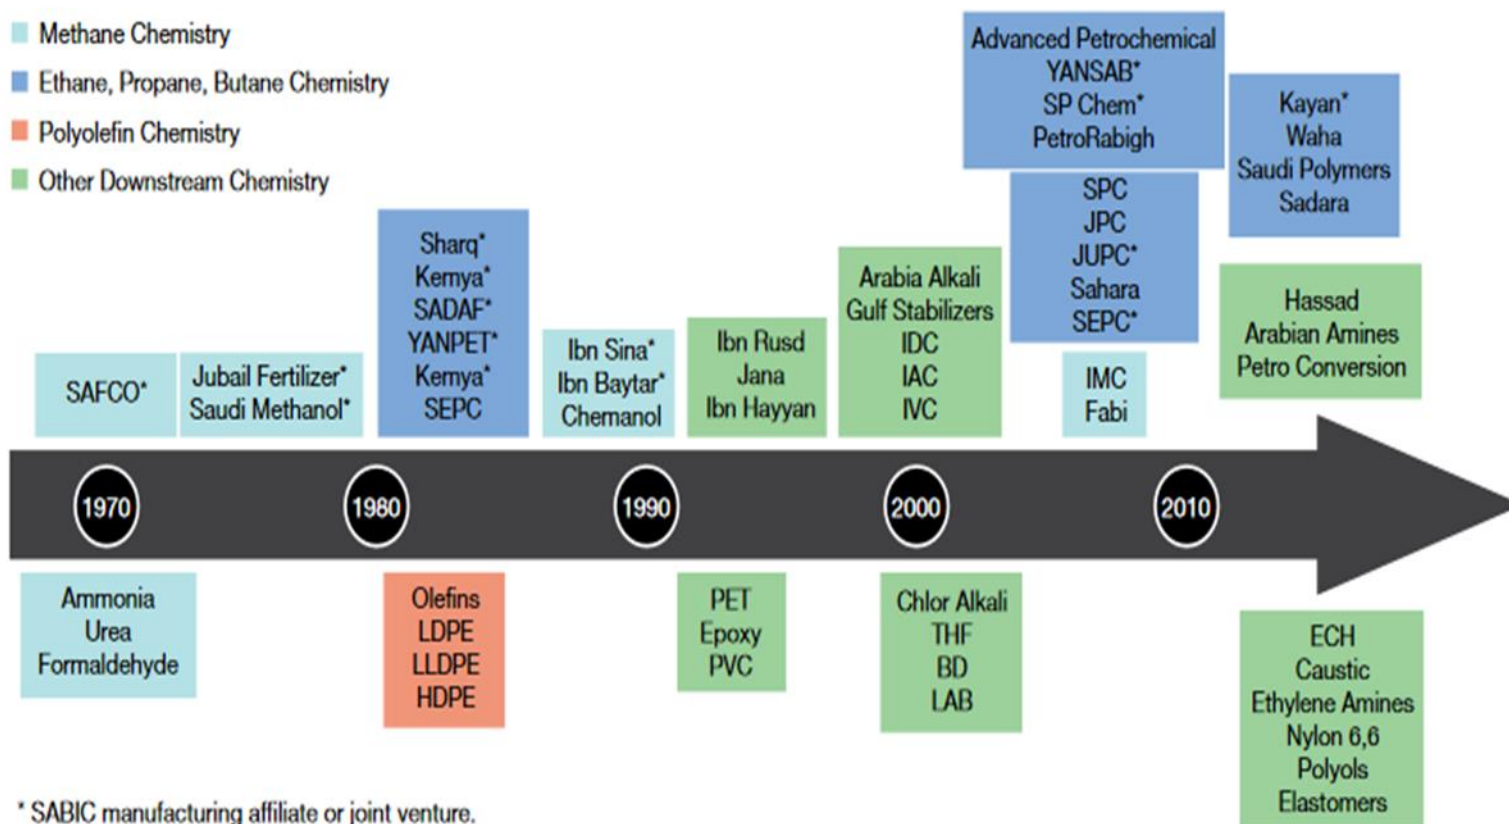 Methane Chemistry
Ethane, Propane, Butane Chemistry
Polyolefin Chemistry
Other Downstream Chemistry
SAFCO*
Jubail Fertilizer*
Saudi Methanol*
Sharq*
Kemya*
SADAF*
YANPET*
Kemya*
SEPC
Ibn Sina*
Ibn Baytar*
Chemanol
Ibn Rusd
Jana
Ibn Hayyan
Arabia Alkali
Gulf Stabilizers
IDC
IAC
IVC
Advanced Petrochemical
YANSAB*
SP Chem*
PetroRabigh
SPC
JPC
JUPC*
Sahara
SEPC*
IMC
Fabi
Kayan*
Waha
Saudi Polymers
Sadara
Hassad
Arabian Amines
Petro Conversion
1970
1980
1990
2000
2010
Ammonia
Urea
Formaldehyde
Olefins
LDPE
LLDPE
HDPE
PET
Epoxy
PVC
Chlor Alkali
THF
BD
LAB
ECH
Caustic
Ethylene Amines
Nylon 6,6
Polyols
Elastomers
* SABIC manufacturing affiliate or joint venture.